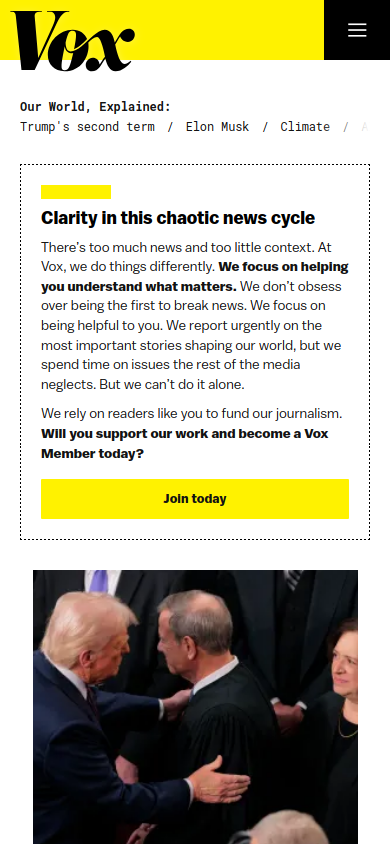 Vox
Our World, Explained:
Trump's second term / Elon Musk / Climate /
Clarity in this chaotic news cycle
There's too much news and too little context. At
Vox, we do things differently. We focus on helping
you understand what matters. We don't obsess
over being the first to break news. We focus on
being helpful to you. We report urgently on the
most important stories shaping our world, but we
spend time on issues the rest of the media
neglects. But we can't do it alone.
We rely on readers like you to fund our journalism.
Will you support our work and become a Vox
Member today?
Join today